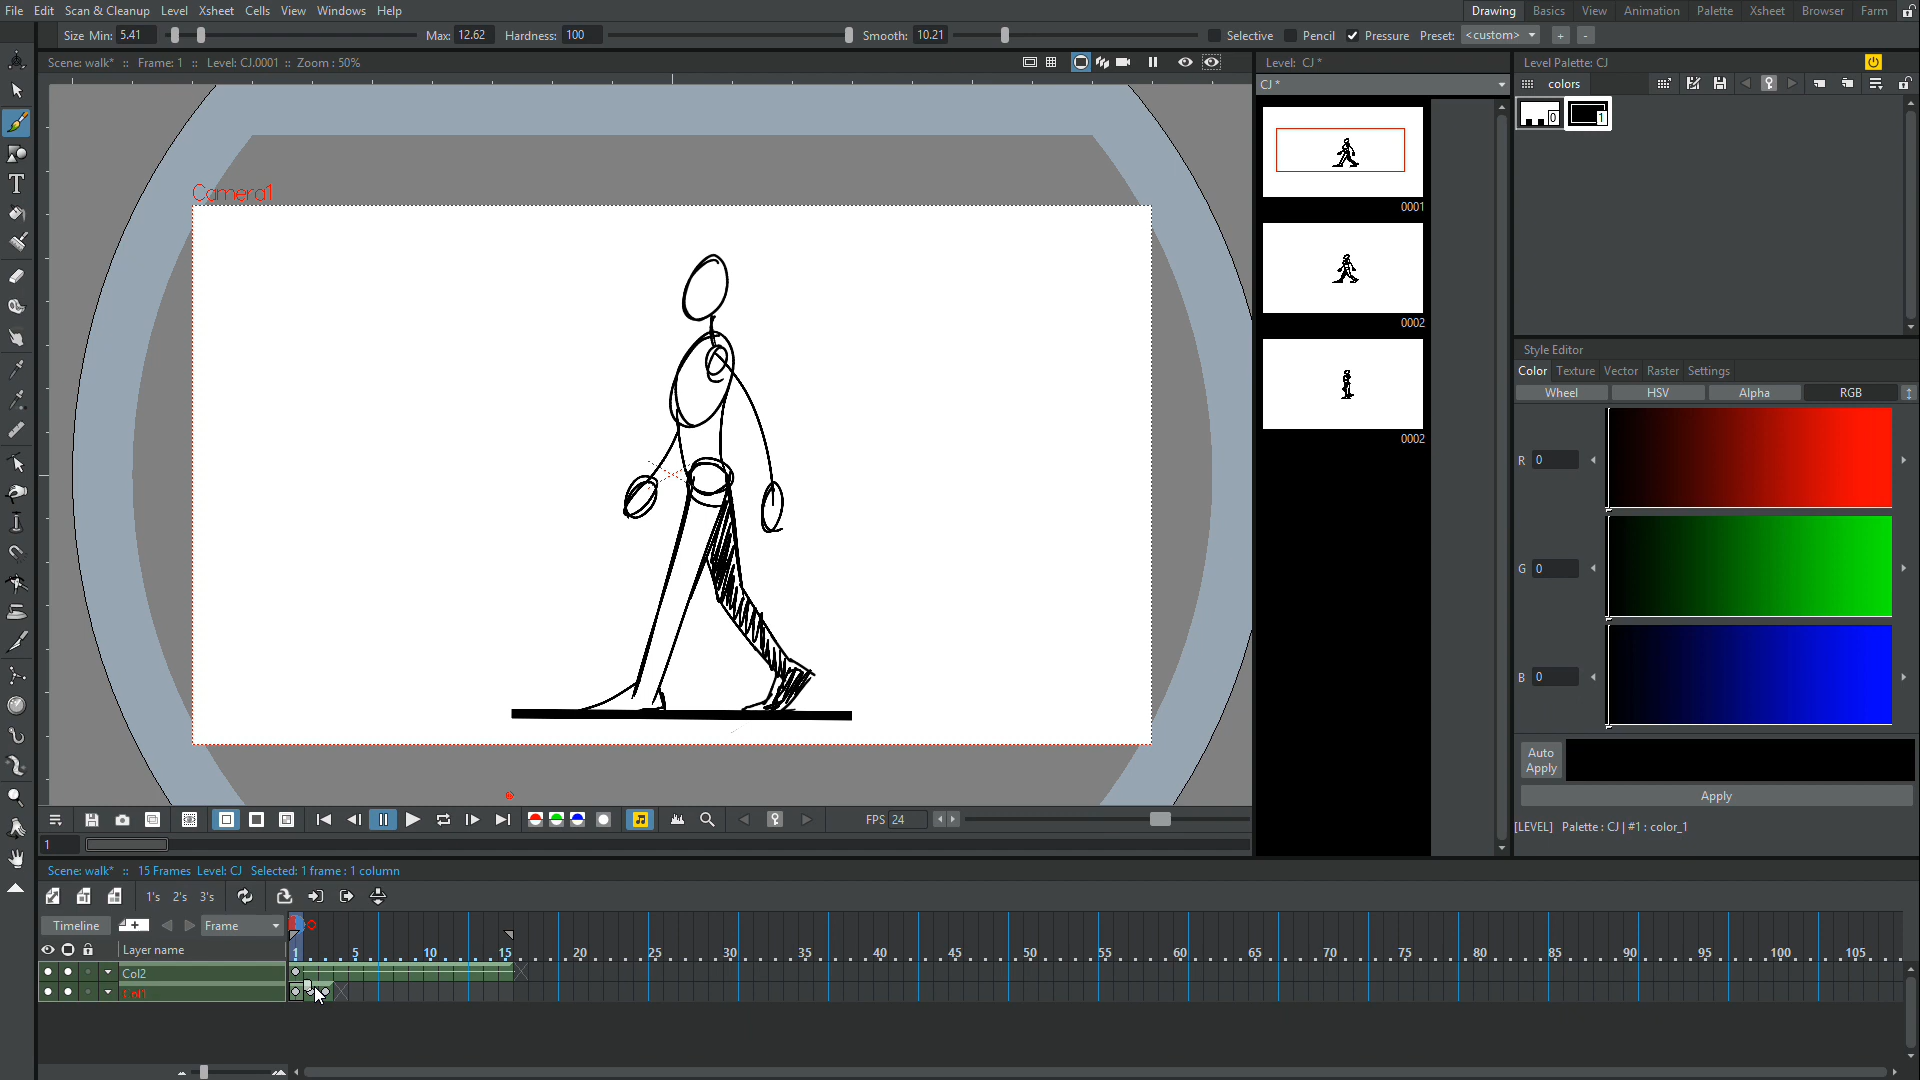 File Edit Scan & Cleanup Level Xsheet Cells View Windows Help
Drawing Basics View Animation Palette Xsheet Browser Farm
Size Min: 5.41 Max: 12.62 Hardness: 100 Smooth: 10.21 Selective Pencil Pressure Preset: <custom> + -
Scene: walk* :: Frame: 1 :: Level: CJ.0001 :: Zoom : 50%
Level: CJ *
Level Palette: CJ
CJ *
colors
0 1
Camera1
0001
0002
0002
Style Editor
Color Texture Vector Raster Settings
Wheel HSV Alpha RGB
R 0
G 0
B 0
Auto
Apply
Apply
[LEVEL] Palette : CJ | #1 : color_1
FPS 24
1
Scene: walk* :: 15 Frames Level: CJ Selected: 1 frame : 1 column
1's 2's 3's
Timeline Frame
Layer name
1 5 10 15 20 25 30 35 40 45 50 55 60 65 70 75 80 85 90 95 100 105
Col2
Col1